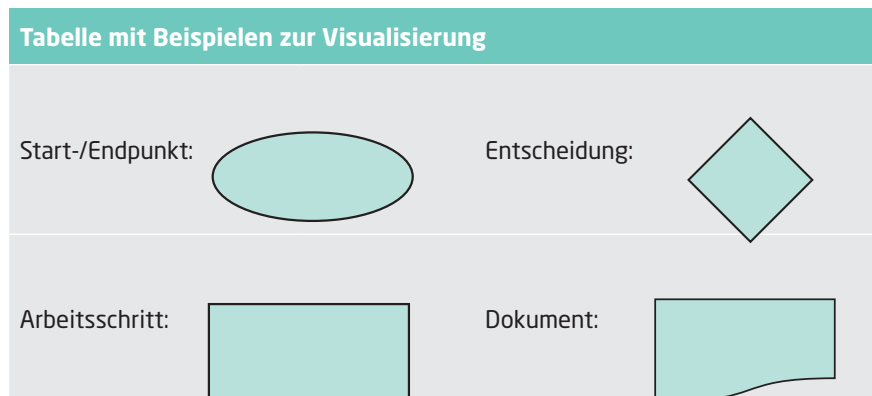 Tabelle mit Beispielen zur Visualisierung
Start-/Endpunkt:
Entscheidung:
Arbeitsschritt:
Dokument: